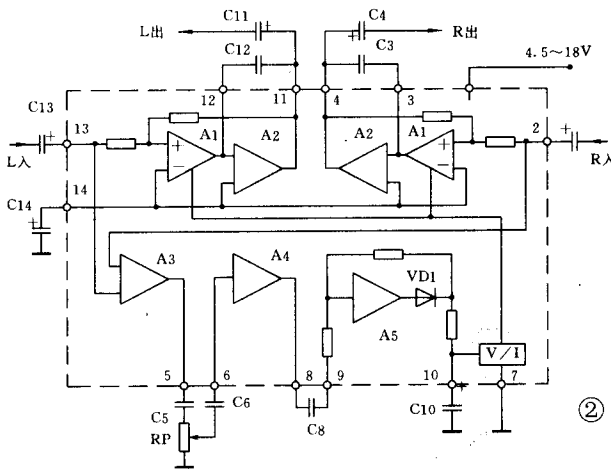 L出
C11
+
C4
+
R出
C12
C3
4.5~18V
12
11
4
3
C13
+
13
L入
A1
+
−
A2
A2
A1
+
−
2
+
R入
14
C14
+
A3
A4
VD1
A5
V/I
5
6
8
9
10
+
7
C5
C6
C8
C10
RP
②